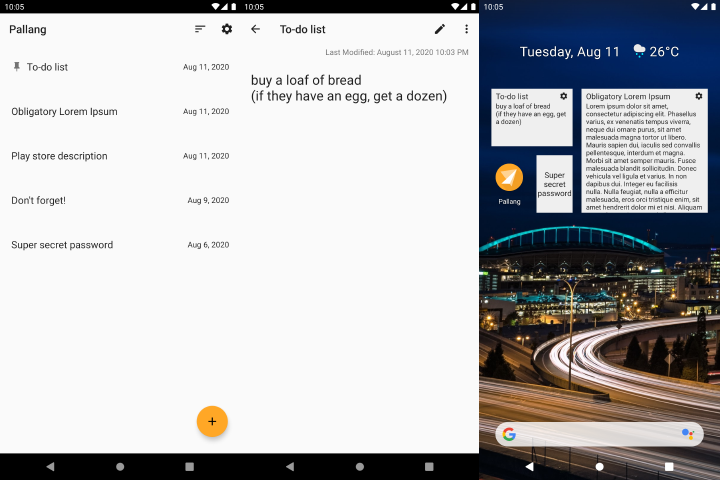 10:05
Pallang
To-do list Aug 11, 2020
Obligatory Lorem Ipsum Aug 11, 2020
Play store description Aug 11, 2020
Don't forget! Aug 9, 2020
Super secret password Aug 6, 2020
10:05
To-do list
Last Modified: August 11, 2020 10:03 PM
buy a loaf of bread
(if they have an egg, get a dozen)
10:05
Tuesday, Aug 11 26°C
To-do list
buy a loaf of bread
(if they have an egg, get a
dozen)
Obligatory Lorem Ipsum
Lorem ipsum dolor sit amet,
consectetur adipiscing elit. Phasellus
varius, ex venenatis tempus viverra,
neque dui ornare purus, sit amet
malesuada magna tortor ut libero.
Mauris sapien dui, iaculis sed convallis
pellentesque, interdum et magna.
Morbi sit amet semper mauris. Fusce
malesuada blandit sollicitudin. Donec
vehicula vel ligula et varius. In non
dapibus dui. Integer eu facilisis
nulla. Nulla feugiat, nulla a efficitur
malesuada, eros orci tristique enim, sit
amet hendrerit dolor mi et nisi. Aliquam
Pallang
Super
secret
password